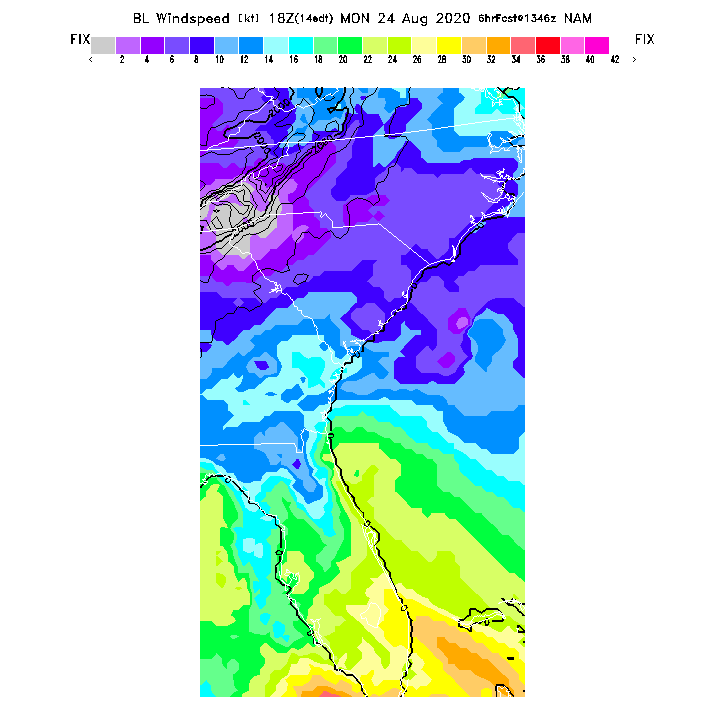 BL Windspeed [kt] 18Z(14edt) MON 24 Aug 2020 6hrFcst@1346z NAM
FIX FIX
< 2 4 6 8 10 12 14 16 18 20 22 24 26 28 30 32 34 36 38 40 42 >